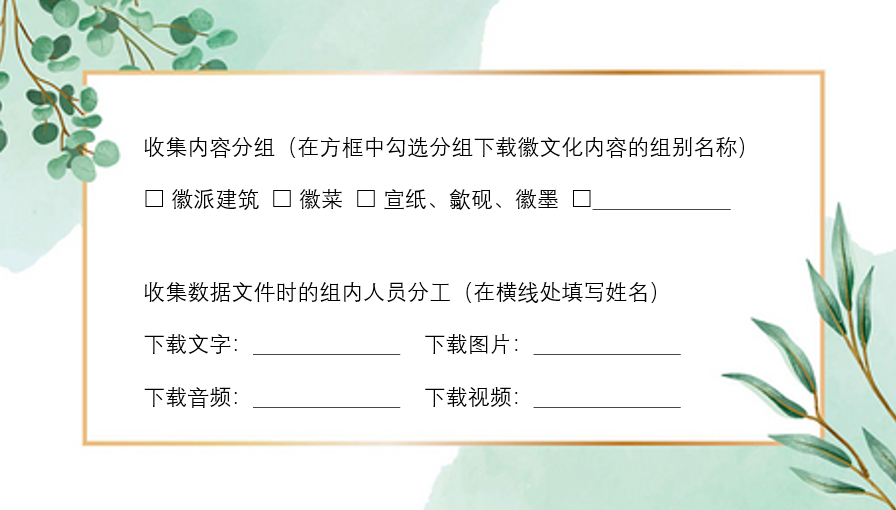 收集内容分组（在方框中勾选分组下载徽文化内容的组别名称）
□ 徽派建筑 □ 徽菜 □ 宣纸、歙砚、徽墨 □____________
收集数据文件时的组内人员分工（在横线处填写姓名）
下载文字：_____________ 下载图片：_____________
下载音频：_____________ 下载视频：_____________